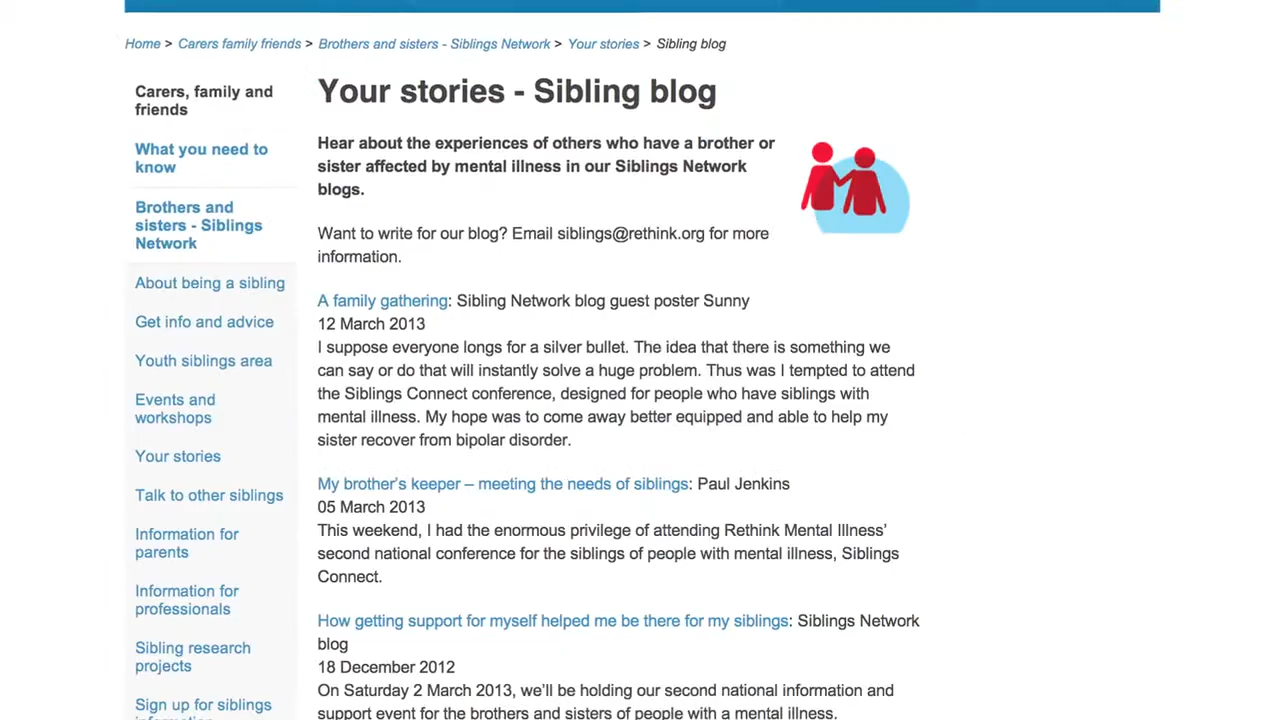 Home > Carers family friends > Brothers and sisters - Siblings Network > Your stories > Sibling blog
Carers, family and
friends
What you need to
know
Brothers and
sisters - Siblings
Network
About being a sibling
Get info and advice
Youth siblings area
Events and
workshops
Your stories
Talk to other siblings
Information for
parents
Information for
professionals
Sibling research
projects
Sign up for siblings
Your stories - Sibling blog
Hear about the experiences of others who have a brother or
sister affected by mental illness in our Siblings Network
blogs.
Want to write for our blog? Email siblings@rethink.org for more
information.
A family gathering: Sibling Network blog guest poster Sunny
12 March 2013
I suppose everyone longs for a silver bullet. The idea that there is something we
can say or do that will instantly solve a huge problem. Thus was I tempted to attend
the Siblings Connect conference, designed for people who have siblings with
mental illness. My hope was to come away better equipped and able to help my
sister recover from bipolar disorder.
My brother's keeper – meeting the needs of siblings: Paul Jenkins
05 March 2013
This weekend, I had the enormous privilege of attending Rethink Mental Illness'
second national conference for the siblings of people with mental illness, Siblings
Connect.
How getting support for myself helped me be there for my siblings: Siblings Network
blog
18 December 2012
On Saturday 2 March 2013, we'll be holding our second national information and
support event for the brothers and sisters of people with a mental illness.